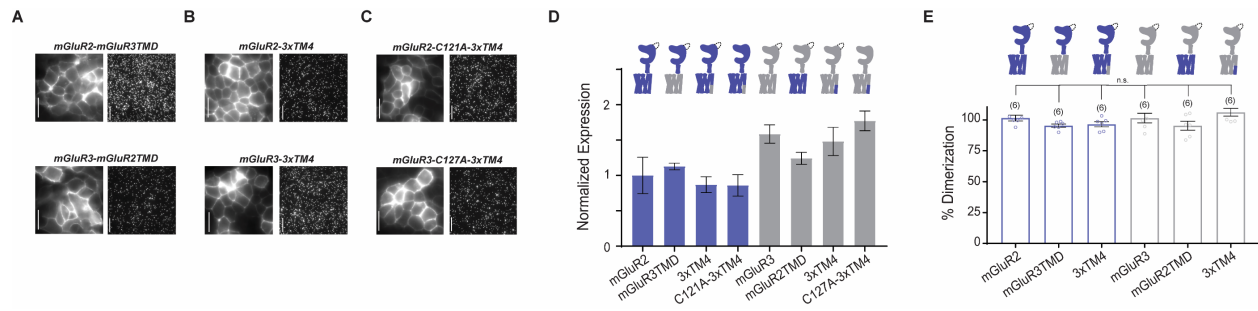 A
B
C
D
E
mGluR2-mGluR3TMD
mGluR2-3xTM4
mGluR2-C121A-3xTM4
mGluR3-mGluR2TMD
mGluR3-3xTM4
mGluR3-C127A-3xTM4
Normalized Expression
2
1
0
mGluR2
mGluR3TMD
3xTM4
C121A-3xTM4
mGluR3
mGluR2TMD
3xTM4
C127A-3xTM4
n.s.
% Dimerization
100
75
50
25
0
(6)
(6)
(6)
(6)
(6)
(6)
mGluR2
mGluR3TMD
3xTM4
mGluR3
mGluR2TMD
3xTM4